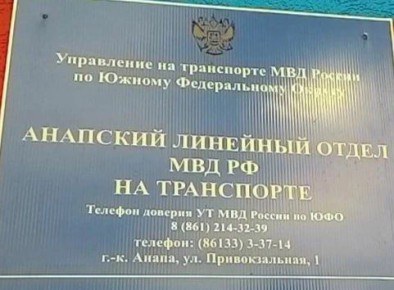 Управление на транспорте МВД России
по Южному Федеральному Округу
АНАПСКИЙ ЛИНЕЙНЫЙ ОТДЕЛ
МВД РФ
НА ТРАНСПОРТЕ
Телефон доверия УТ МВД России по ЮФО
8 (861) 214-32-39
телефон: (86133) 3-37-14
г.-к. Анапа, ул. Привокзальная, 1